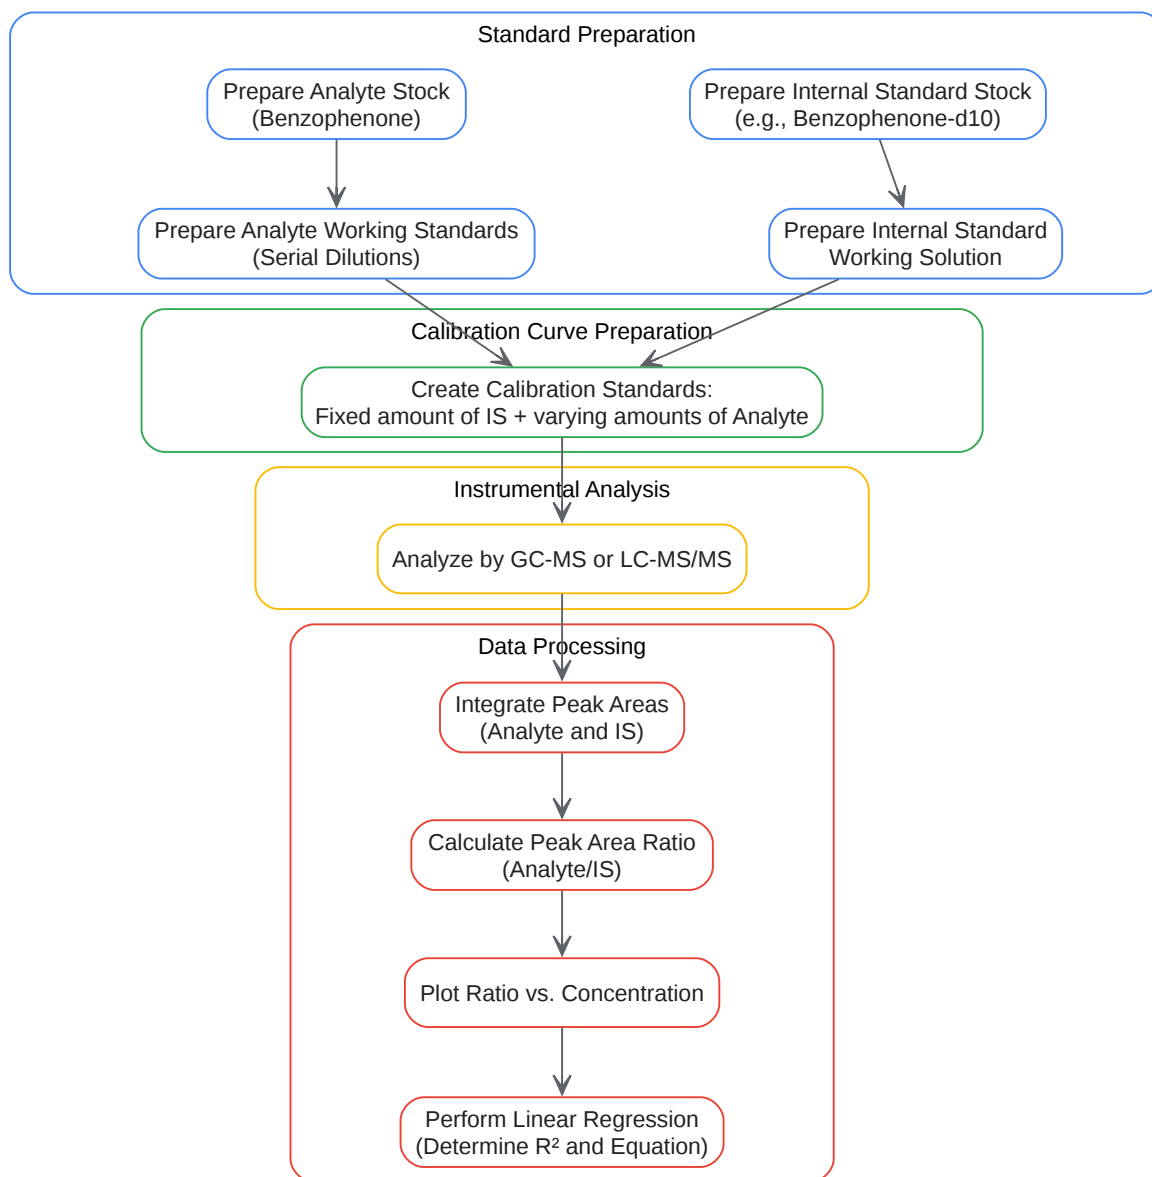 Standard Preparation
Prepare Analyte Stock
(Benzophenone)
Prepare Internal Standard Stock
(e.g., Benzophenone-d10)
Prepare Analyte Working Standards
(Serial Dilutions)
Prepare Internal Standard
Working Solution
Calibration Curve Preparation
Create Calibration Standards:
Fixed amount of IS + varying amounts of Analyte
Instrumental Analysis
Analyze by GC-MS or LC-MS/MS
Data Processing
Integrate Peak Areas
(Analyte and IS)
Calculate Peak Area Ratio
(Analyte/IS)
Plot Ratio vs. Concentration
Perform Linear Regression
(Determine R² and Equation)